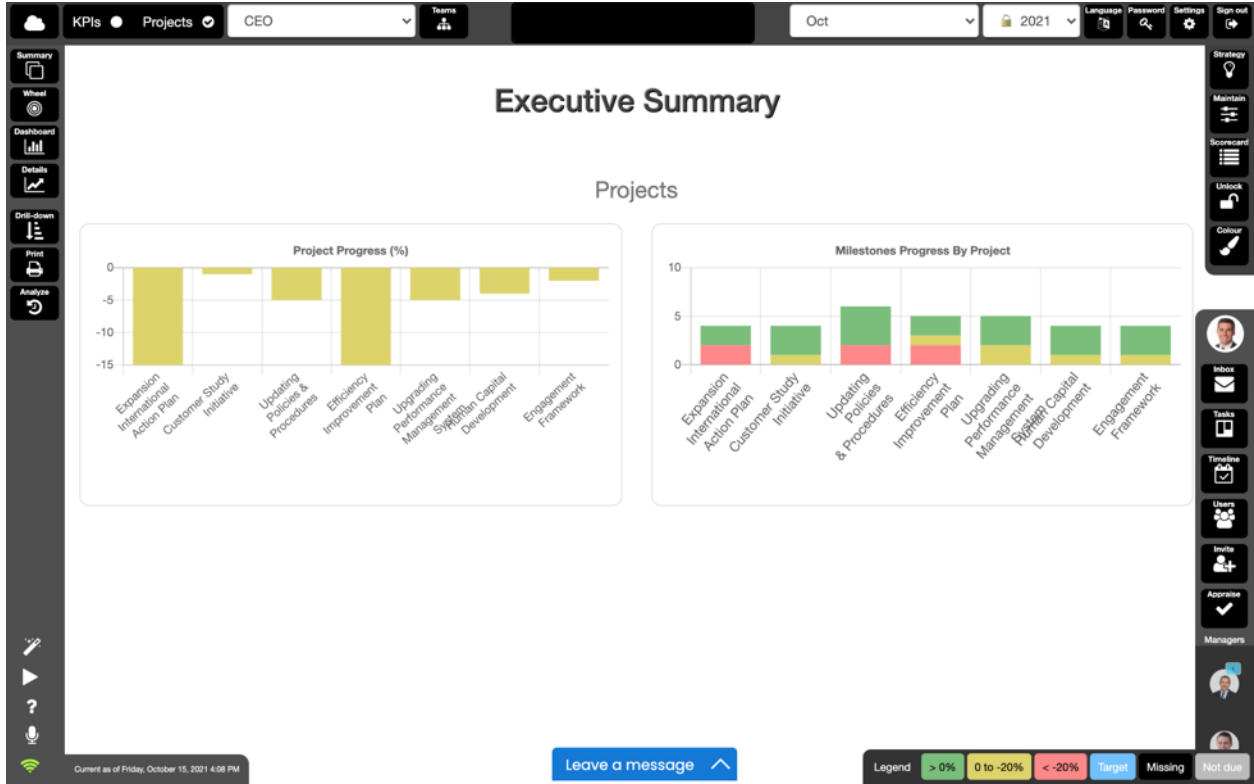 KPIs Projects CEO Teams Oct 2021 Language Password Settings Sign out
Summary
Wheel
Dashboard
Details
Drill-down
Print
Analyze
Executive Summary
Projects
Project Progress (%)
0
-5
-10
-15
Expansion
International
Action Plan
Customer Study
Initiative
Updating
Policies &
Procedures
Efficiency
Improvement
Plan
Upgrading
Performance
Management
System
Human Capital
Development
Engagement
Framework
Milestones Progress By Project
10
5
0
Expansion
International
Action Plan
Customer Study
Initiative
Updating
Policies
& Procedures
Efficiency
Improvement
Plan
Upgrading
Performance
Management
System
Human Capital
Development
Engagement
Framework
Strategy
Maintain
Scorecard
Unlock
Colour
Inbox
Tasks
Timeline
Users
Invite
Appraise
Managers
?
Current as of Friday, October 15, 2021 4:08 PM
Leave a message
Legend > 0% 0 to -20% < -20% Target Missing Not due